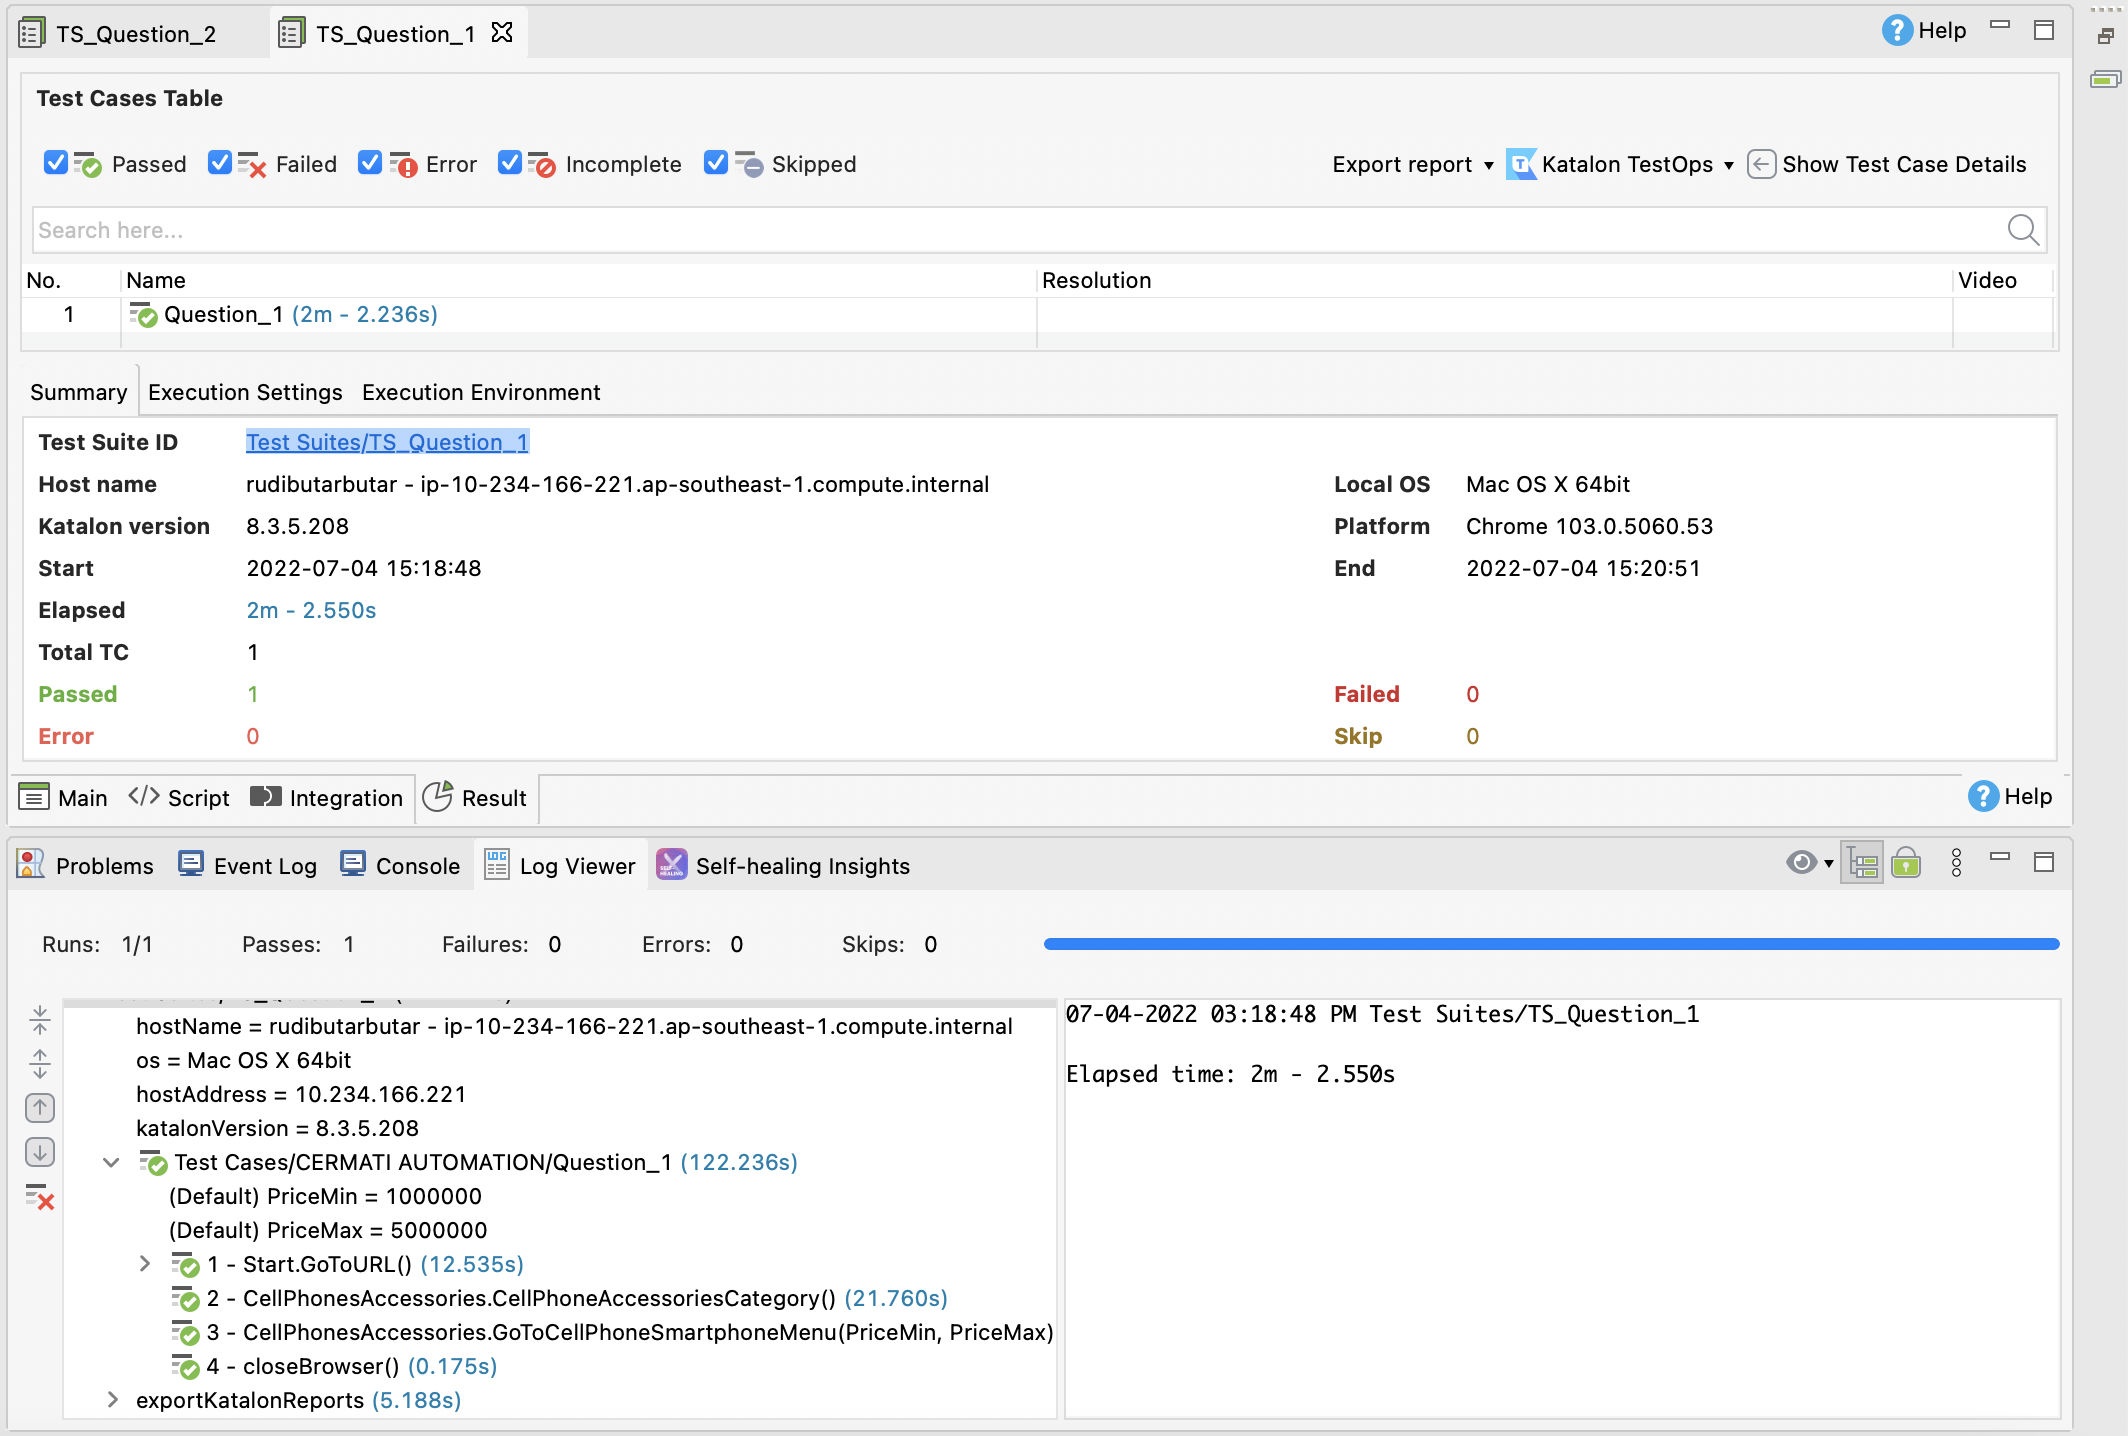 TS_Question_2 TS_Question_1 Help
Test Cases Table
Passed Failed Error Incomplete Skipped Export report Katalon TestOps Show Test Case Details
Search here...
No. Name Resolution Video
1 Question_1 (2m - 2.236s)
Summary Execution Settings Execution Environment
Test Suite ID Test Suites/TS_Question_1
Host name rudibutarbutar - ip-10-234-166-221.ap-southeast-1.compute.internal Local OS Mac OS X 64bit
Katalon version 8.3.5.208 Platform Chrome 103.0.5060.53
Start 2022-07-04 15:18:48 End 2022-07-04 15:20:51
Elapsed 2m - 2.550s
Total TC 1
Passed 1 Failed 0
Error 0 Skip 0
Main </> Script Integration Result Help
Problems Event Log Console Log Viewer Self-healing Insights
Runs: 1/1 Passes: 1 Failures: 0 Errors: 0 Skips: 0
hostName = rudibutarbutar - ip-10-234-166-221.ap-southeast-1.compute.internal
os = Mac OS X 64bit
hostAddress = 10.234.166.221
katalonVersion = 8.3.5.208
Test Cases/CERMATI AUTOMATION/Question_1 (122.236s)
(Default) PriceMin = 1000000
(Default) PriceMax = 5000000
1 - Start.GoToURL() (12.535s)
2 - CellPhonesAccessories.CellPhoneAccessoriesCategory() (21.760s)
3 - CellPhonesAccessories.GoToCellPhoneSmartphoneMenu(PriceMin, PriceMax)
4 - closeBrowser() (0.175s)
exportKatalonReports (5.188s)
07-04-2022 03:18:48 PM Test Suites/TS_Question_1
Elapsed time: 2m - 2.550s